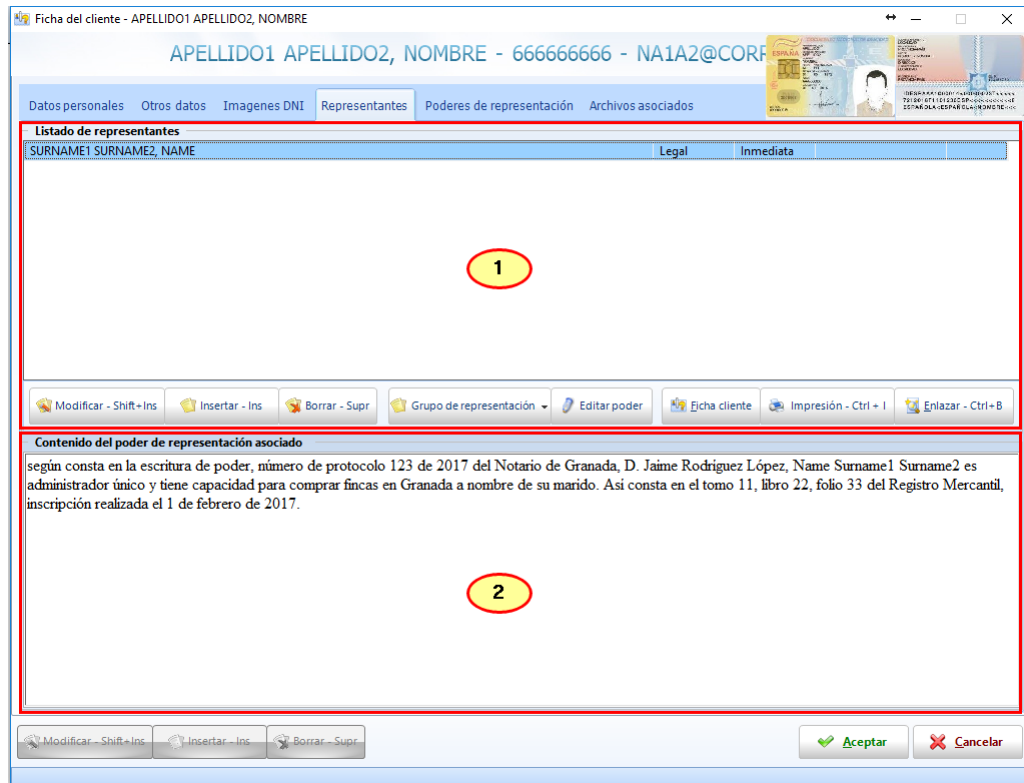 Ficha del cliente - APELLIDO1 APELLIDO2, NOMBRE
APELLIDO1 APELLIDO2, NOMBRE - 666666666 - NA1A2@CORR
ESPAÑA
Datos personales Otros datos Imagenes DNI Representantes Poderes de representación Archivos asociados
Listado de representantes
SURNAME1 SURNAME2, NAME Legal Inmediata
1
Modificar - Shift+Ins Insertar - Ins Borrar - Supr Grupo de representación Editar poder Ficha cliente Impresión - Ctrl + I Enlazar - Ctrl+B
Contenido del poder de representación asociado
según consta en la escritura de poder, número de protocolo 123 de 2017 del Notario de Granada, D. Jaime Rodriguez López, Name Surname1 Surname2 es
administrador único y tiene capacidad para comprar fincas en Granada a nombre de su marido. Así consta en el tomo 11, libro 22, folio 33 del Registro Mercantil,
inscripción realizada el 1 de febrero de 2017.
2
Modificar - Shift+Ins Insertar - Ins Borrar - Supr Aceptar Cancelar